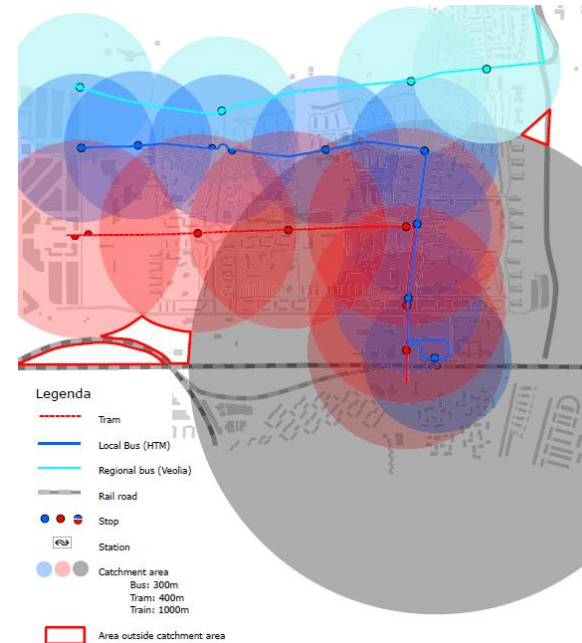 Legenda
Tram
Local Bus (HTM)
Regional bus (Veolia)
Rail road
Stop
Station
Catchment area
Bus: 300m
Tram: 400m
Train: 1000m
Area outside catchment area